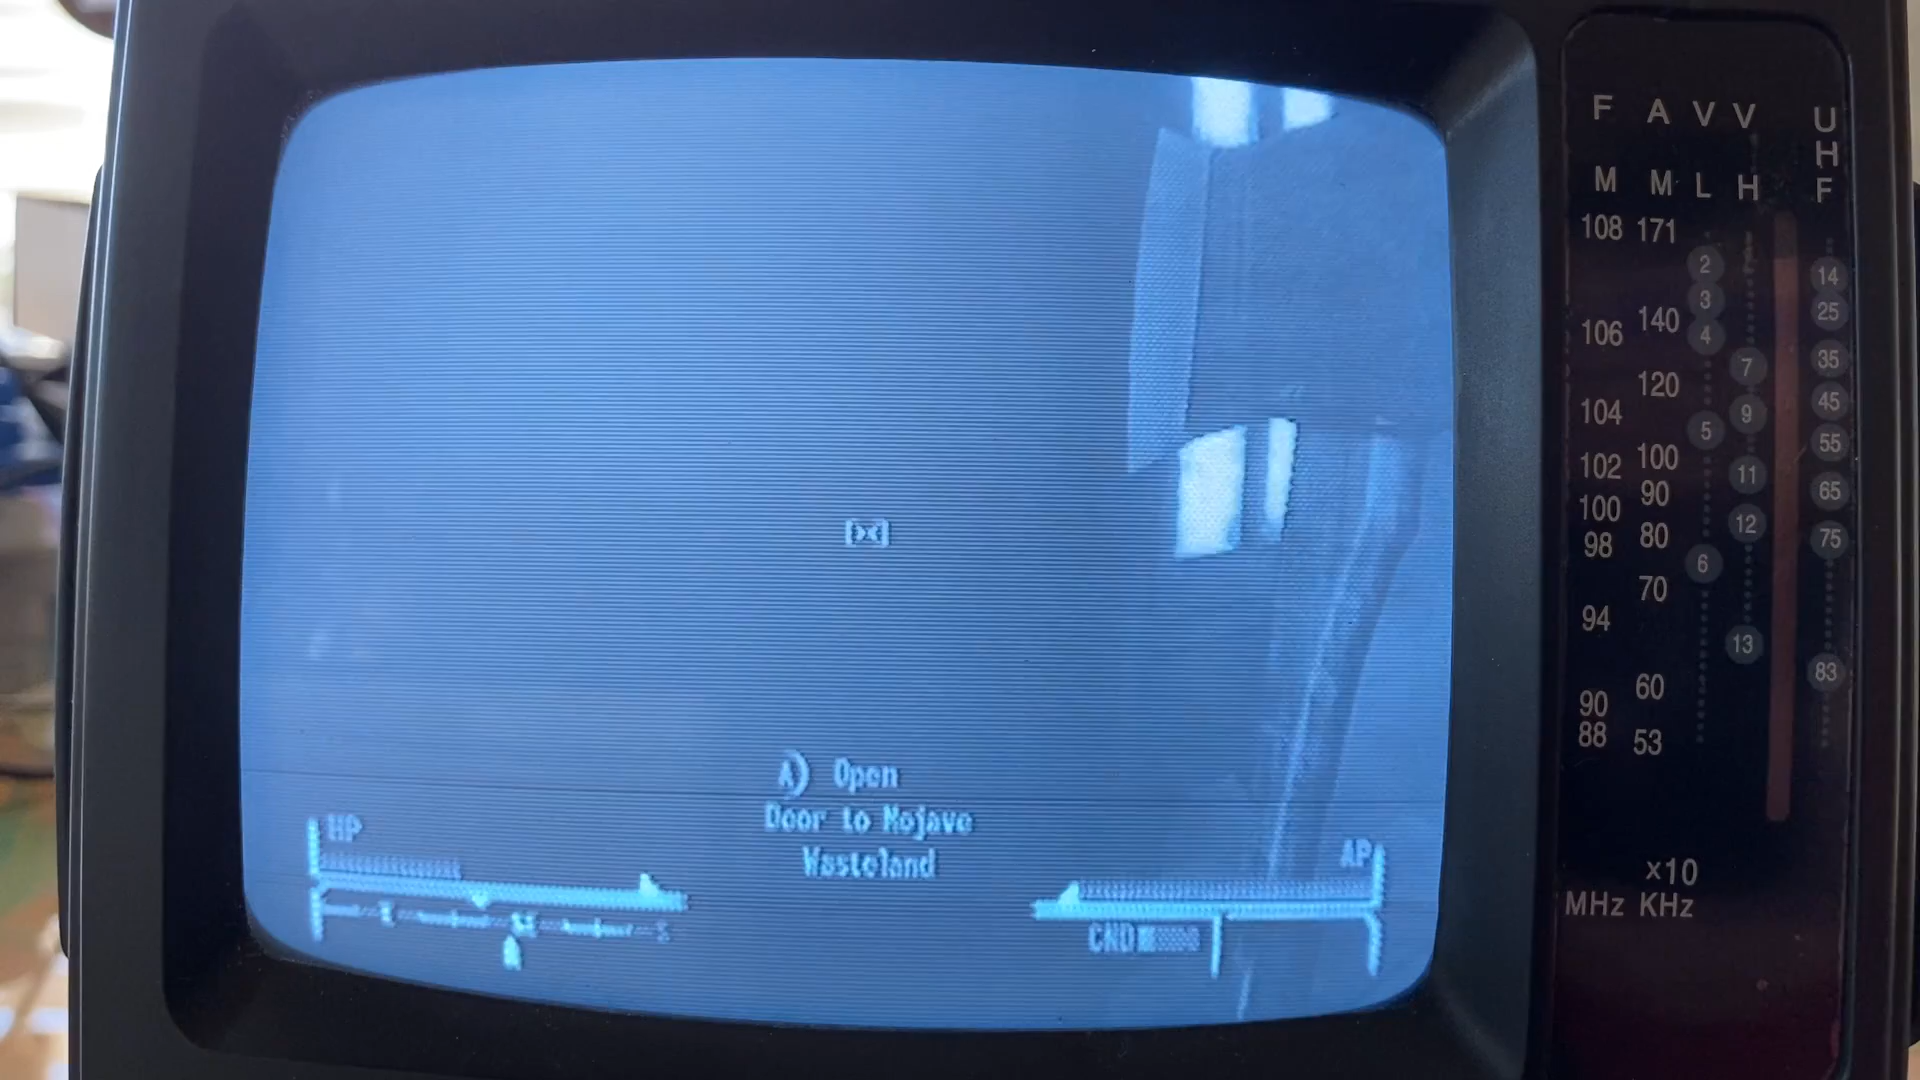 A) Open
Door to Mojave
Wasteland
HP
AP
E SE S
CND
F A V V U
H
M M L H F
108 171
2
14
3
25
106 140 4
35
7
120
104 9 45
5 55
102 100 11
90 65
100 12
98 80 75
6
70
94
13
83
60
90
88 53
x10
MHz KHz